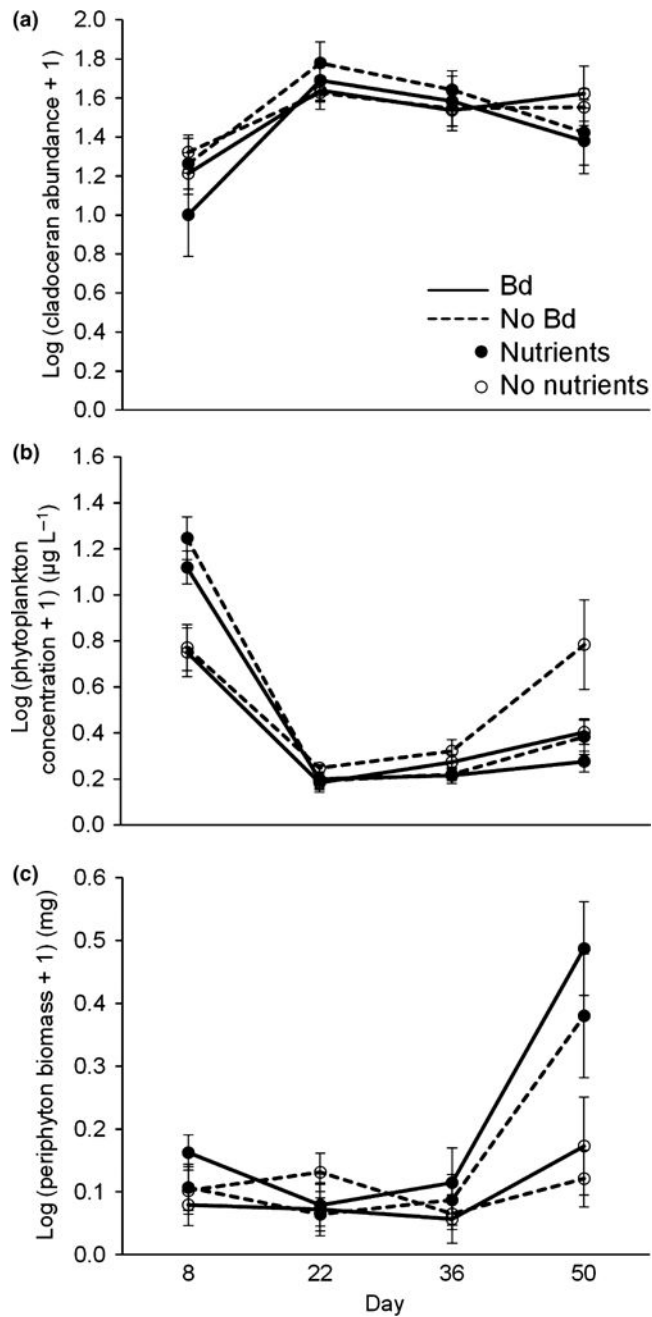 (a)
Log (cladoceran abundance + 1)
2.0
1.8
1.6
1.4
1.2
1.0
0.8
0.6
0.4
0.2
0.0
Bd
No Bd
Nutrients
No nutrients
(b)
Log (phytoplankton
concentration + 1) (µg L⁻¹)
1.6
1.4
1.2
1.0
0.8
0.6
0.4
0.2
0.0
(c)
Log (periphyton biomass + 1) (mg)
0.6
0.5
0.4
0.3
0.2
0.1
0.0
8 22 36 50
Day